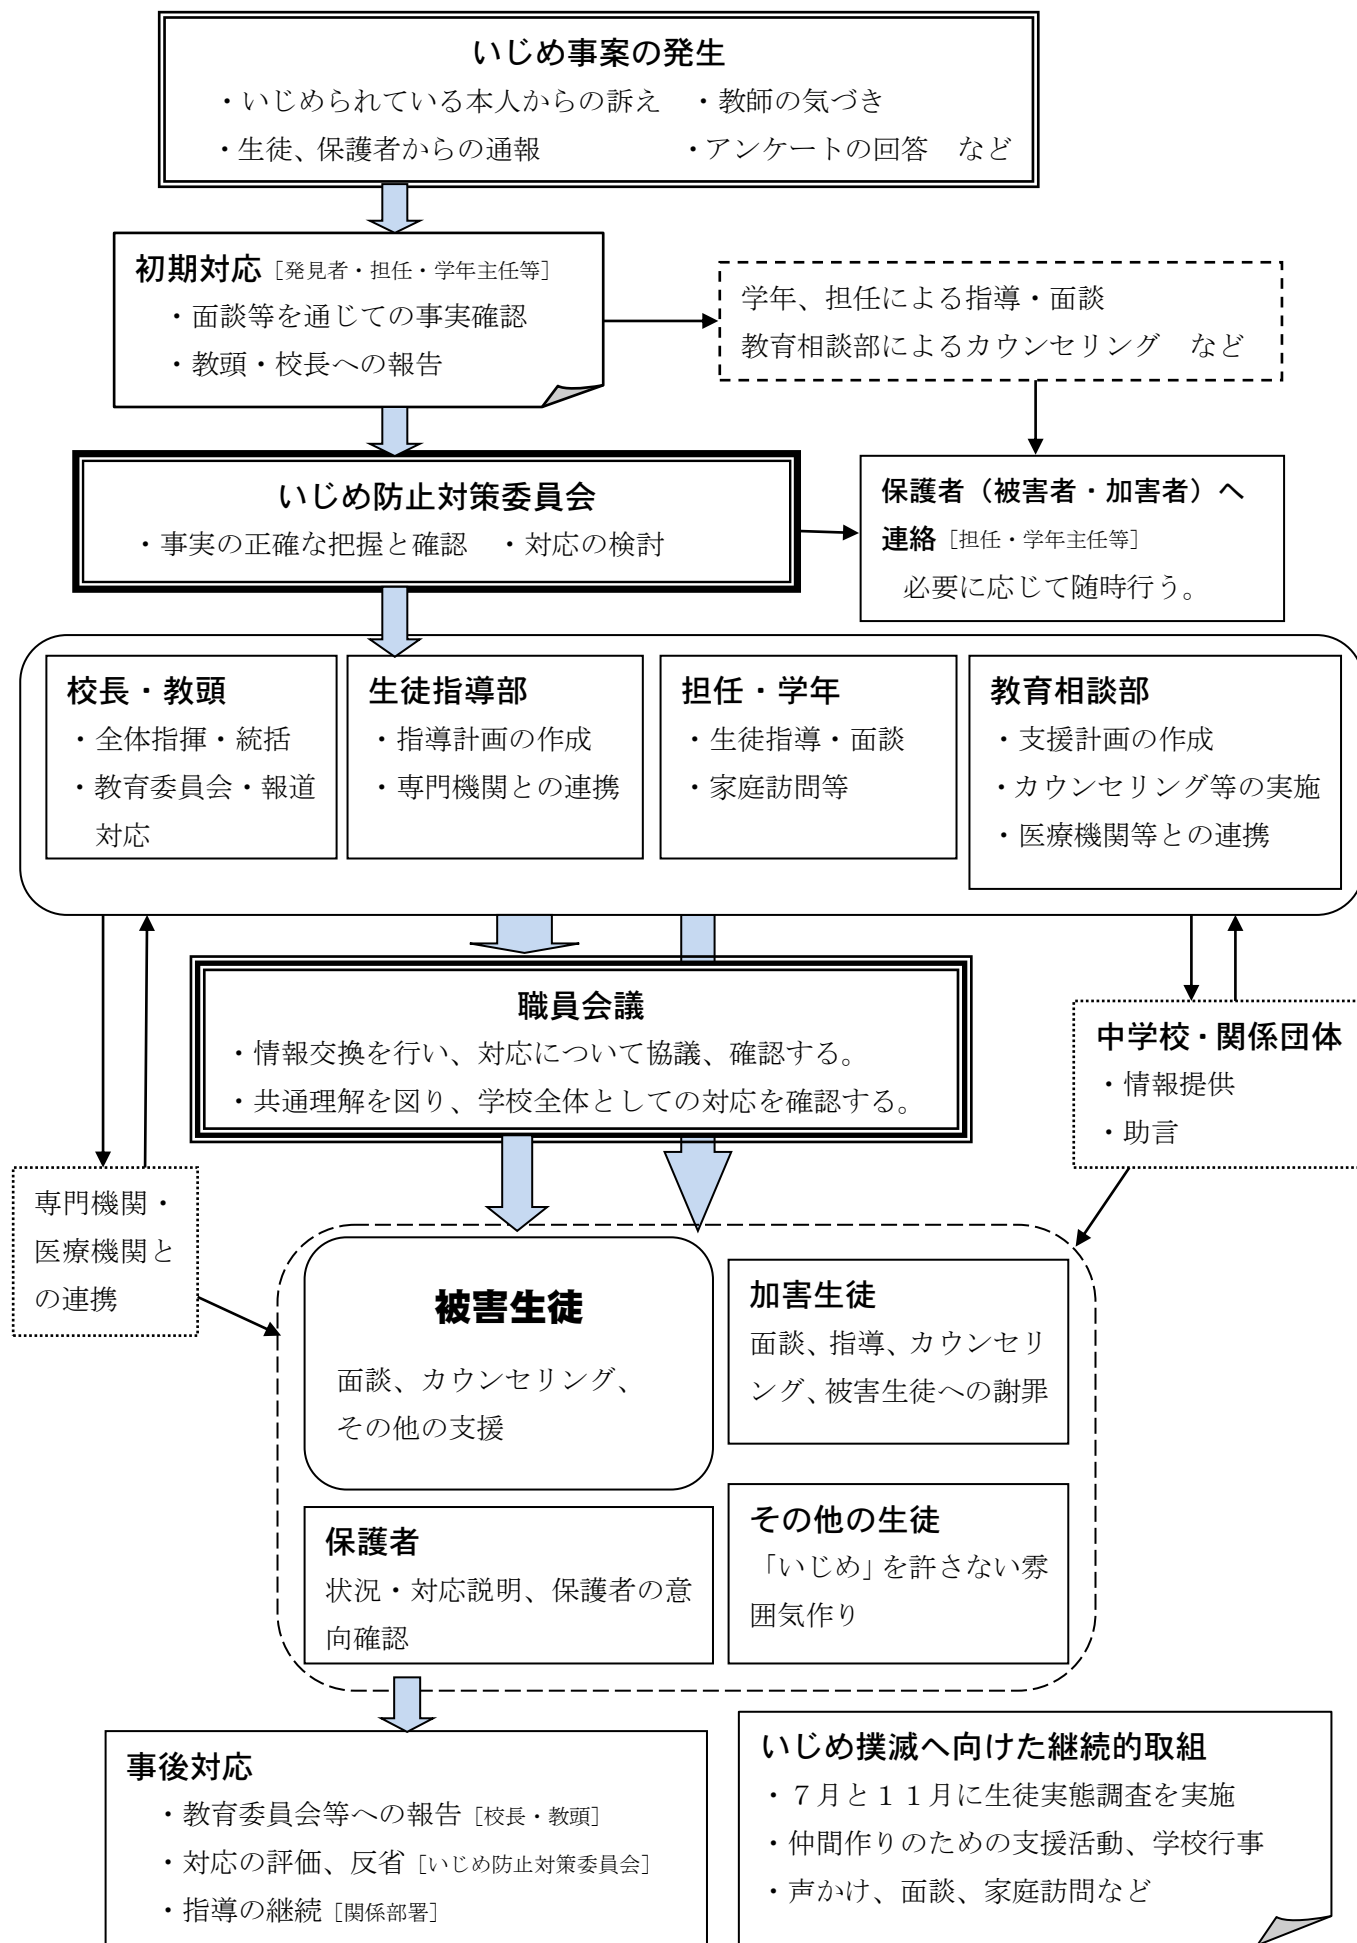 いじめ事案の発生
・いじめられている本人からの訴え　・教師の気づき
・生徒、保護者からの通報　　　　　・アンケートの回答　など
初期対応［発見者・担任・学年主任等］
・面談等を通じての事実確認
・教頭・校長への報告
学年、担任による指導・面談
教育相談部によるカウンセリング　など
いじめ防止対策委員会
・事実の正確な把握と確認　・対応の検討
保護者（被害者・加害者）へ
連絡［担任・学年主任等］
必要に応じて随時行う。
校長・教頭
・全体指揮・統括
・教育委員会・報道
対応
生徒指導部
・指導計画の作成
・専門機関との連携
担任・学年
・生徒指導・面談
・家庭訪問等
教育相談部
・支援計画の作成
・カウンセリング等の実施
・医療機関等との連携
職員会議
・情報交換を行い、対応について協議、確認する。
・共通理解を図り、学校全体としての対応を確認する。
中学校・関係団体
・情報提供
・助言
専門機関・
医療機関と
の連携
被害生徒
面談、カウンセリング、
その他の支援
加害生徒
面談、指導、カウンセリ
ング、被害生徒への謝罪
保護者
状況・対応説明、保護者の意
向確認
その他の生徒
「いじめ」を許さない雰
囲気作り
事後対応
・教育委員会等への報告［校長・教頭］
・対応の評価、反省［いじめ防止対策委員会］
・指導の継続［関係部署］
いじめ撲滅へ向けた継続的取組
・７月と１１月に生徒実態調査を実施
・仲間作りのための支援活動、学校行事
・声かけ、面談、家庭訪問など